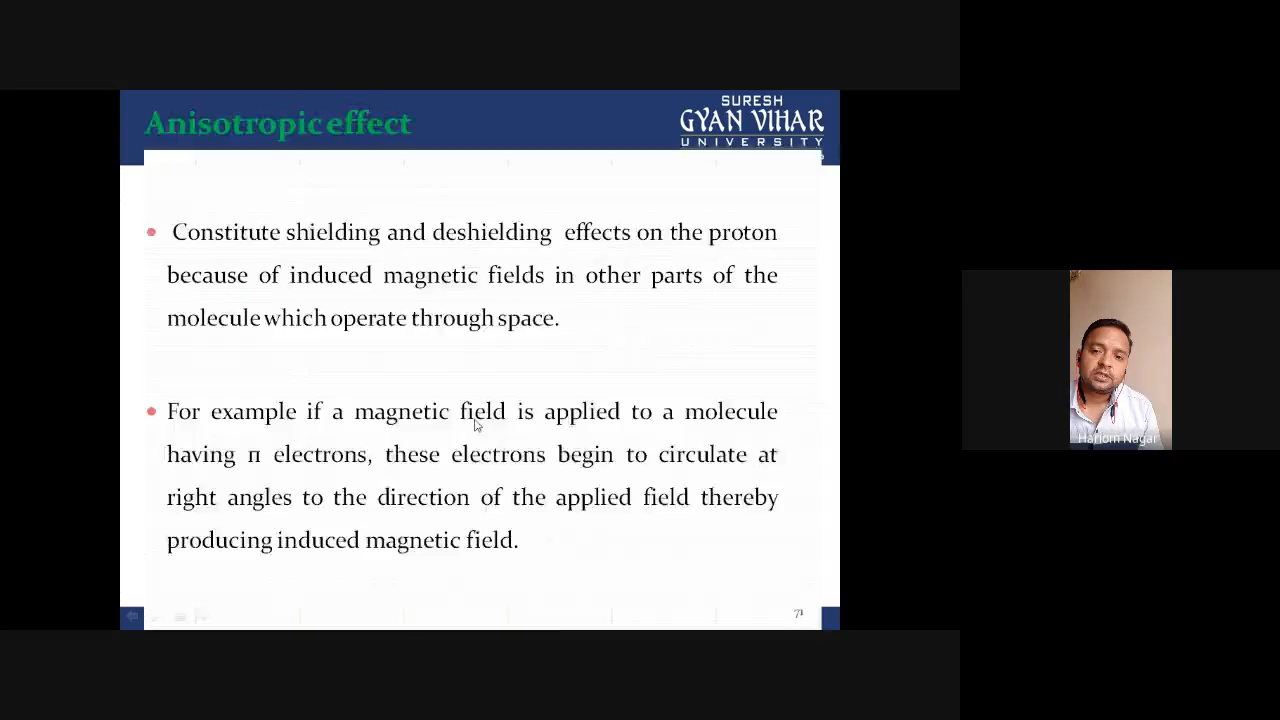 Anisotropic effect
SURESH
GYAN VIHAR
UNIVERSITY
• Constitute shielding and deshielding effects on the proton
because of induced magnetic fields in other parts of the
molecule which operate through space.
• For example if a magnetic field is applied to a molecule
having π electrons, these electrons begin to circulate at
right angles to the direction of the applied field thereby
producing induced magnetic field.
71
Hariom Nagar